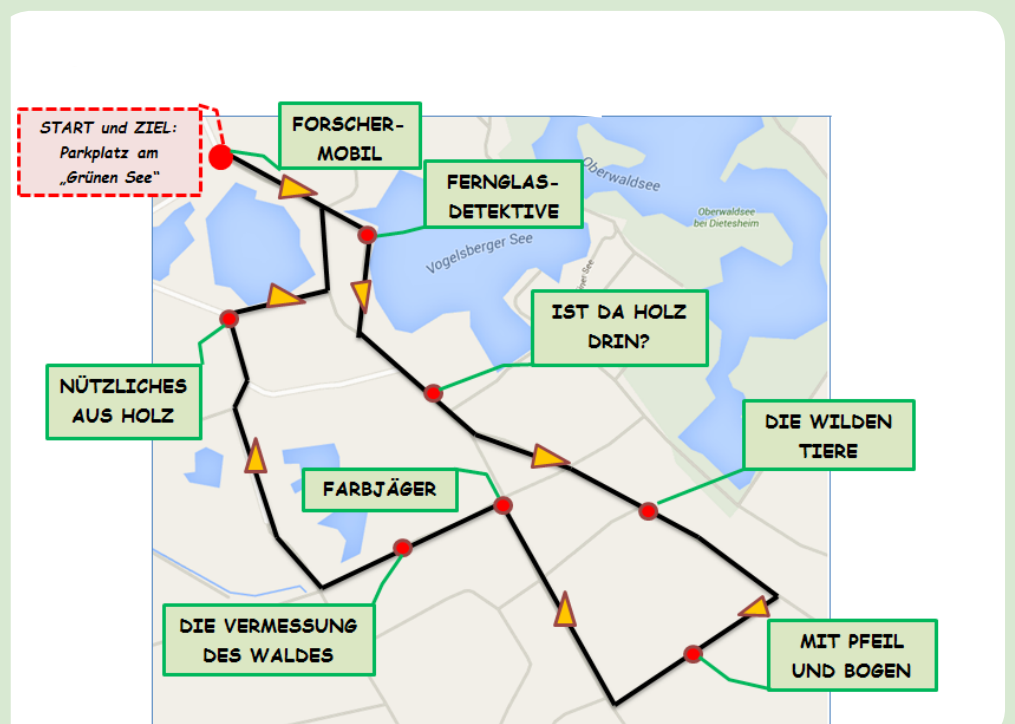 START und ZIEL:
Parkplatz am
„Grünen See“
FORSCHER-
MOBIL
FERNGLAS-
DETEKTIVE
Oberwaldsee
Oberwaldsee
bei Dietesheim
Vogelsberger See
IST DA HOLZ
DRIN?
NÜTZLICHES
AUS HOLZ
DIE WILDEN
TIERE
FARBJÄGER
DIE VERMESSUNG
DES WALDES
MIT PFEIL
UND BOGEN